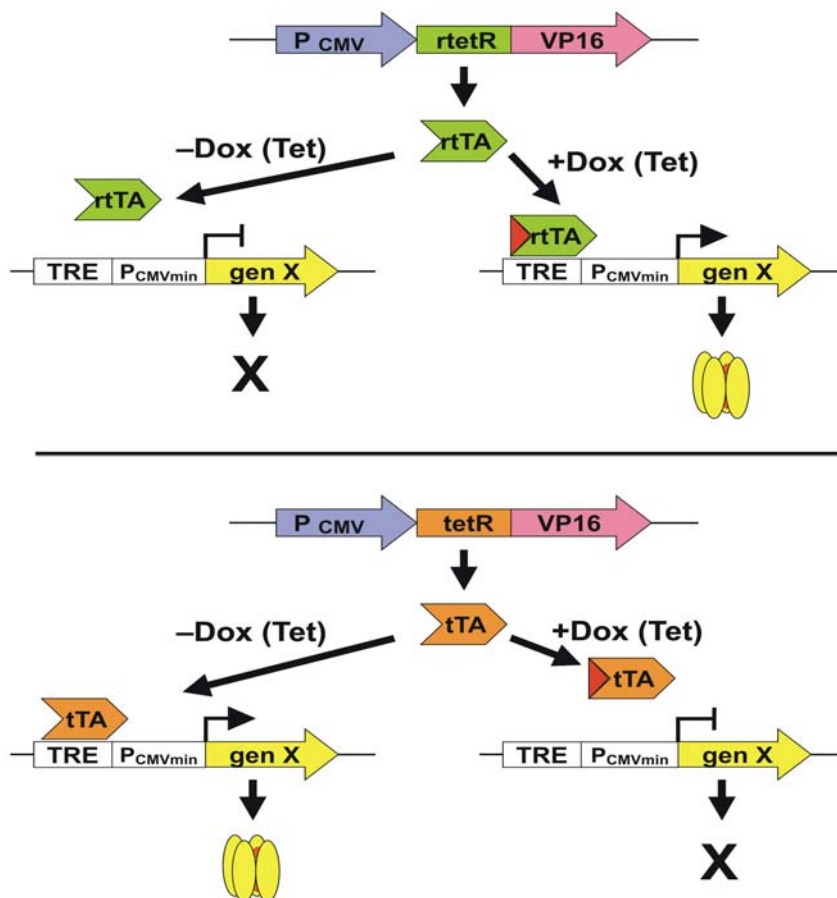 P CMV rtetR VP16
rtTA
–Dox (Tet) +Dox (Tet)
rtTA
rtTA
TRE PCMVmin gen X
TRE PCMVmin gen X
X
P CMV tetR VP16
tTA
–Dox (Tet) +Dox (Tet)
tTA
tTA
TRE PCMVmin gen X
TRE PCMVmin gen X
X